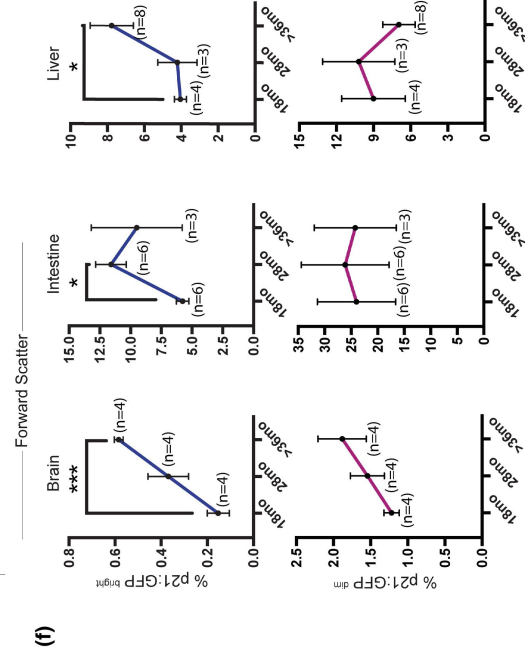 (f)
Forward Scatter
Brain
Intestine
Liver
***
*
*
% p21:GFP bright
0.8
0.6
0.4
0.2
0.0
(n=4)
(n=4)
(n=4)
18mo
28mo
>36mo
15.0
12.5
10.0
7.5
5.0
2.5
0.0
(n=6)
(n=6)
(n=3)
18mo
28mo
>36mo
10
8
6
4
2
0
(n=4)
(n=3)
(n=8)
18mo
28mo
>36mo
% p21:GFP dim
2.5
2.0
1.5
1.0
0.5
0.0
(n=4)
(n=4)
(n=4)
18mo
28mo
>36mo
35
30
25
20
15
10
5
0
(n=6)
(n=6)
(n=3)
18mo
28mo
>36mo
15
12
9
6
3
0
(n=4)
(n=3)
(n=8)
18mo
28mo
>36mo